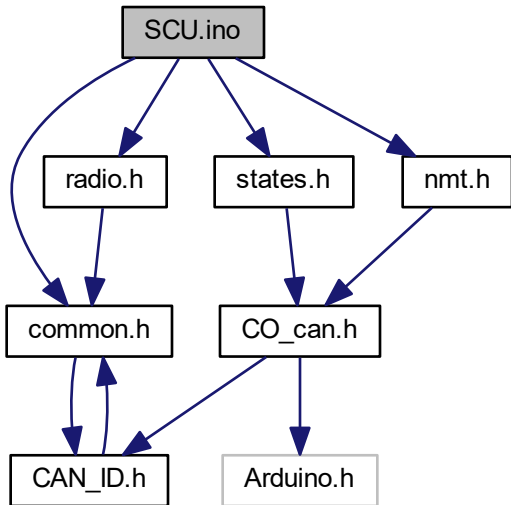 SCU.ino
radio.h
states.h
nmt.h
common.h
CO_can.h
CAN_ID.h
Arduino.h